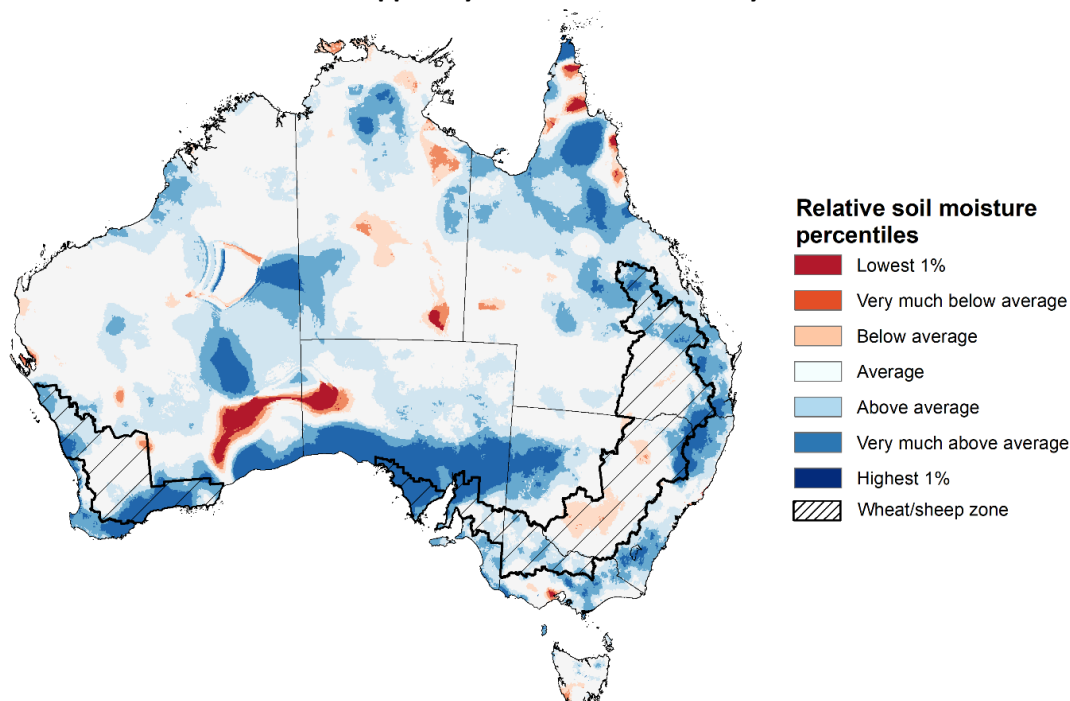 Relative soil moisture
percentiles
Lowest 1%
Very much below average
Below average
Average
Above average
Very much above average
Highest 1%
Wheat/sheep zone